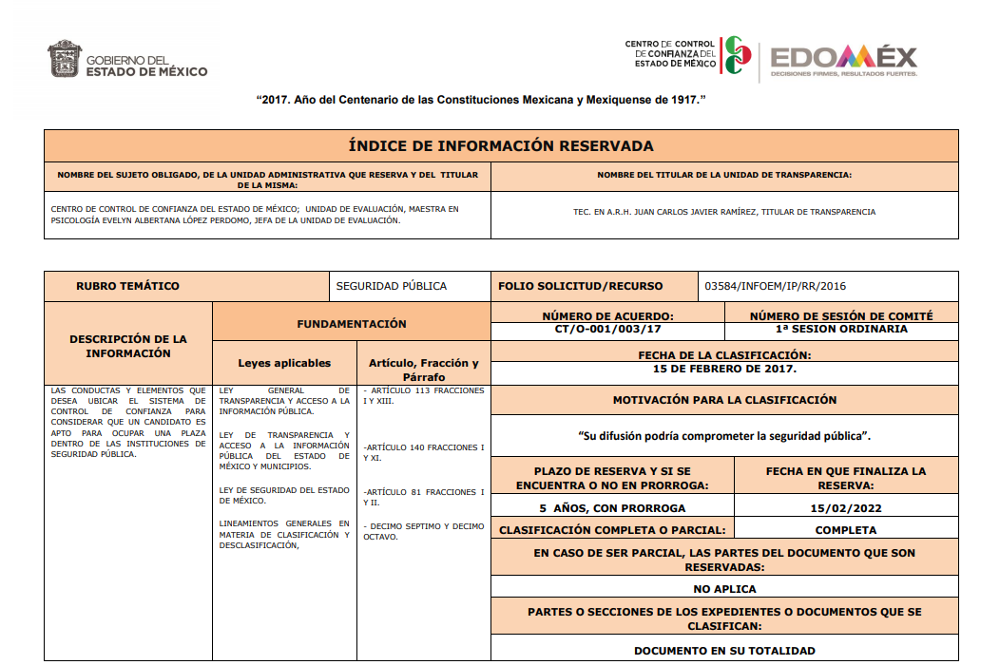 GOBIERNO DEL
ESTADO DE MÉXICO
CENTRO DE CONTROL
DE CONFIANZA DEL
ESTADO DE MÉXICO
EDOMÉX
DECISIONES FIRMES, RESULTADOS FUERTES.
“2017. Año del Centenario de las Constituciones Mexicana y Mexiquense de 1917.”
ÍNDICE DE INFORMACIÓN RESERVADA
NOMBRE DEL SUJETO OBLIGADO, DE LA UNIDAD ADMINISTRATIVA QUE RESERVA Y DEL TITULAR
DE LA MISMA:
NOMBRE DEL TITULAR DE LA UNIDAD DE TRANSPARENCIA:
CENTRO DE CONTROL DE CONFIANZA DEL ESTADO DE MÉXICO; UNIDAD DE EVALUACIÓN, MAESTRA EN
PSICOLOGÍA EVELYN ALBERTANA LÓPEZ PERDOMO, JEFA DE LA UNIDAD DE EVALUACIÓN.
TEC. EN A.R.H. JUAN CARLOS JAVIER RAMÍREZ, TITULAR DE TRANSPARENCIA
RUBRO TEMÁTICO
SEGURIDAD PÚBLICA
FOLIO SOLICITUD/RECURSO
03584/INFOEM/IP/RR/2016
DESCRIPCIÓN DE LA
INFORMACIÓN
FUNDAMENTACIÓN
Leyes aplicables
Artículo, Fracción y
Párrafo
NÚMERO DE ACUERDO:
CT/O-001/003/17
NÚMERO DE SESIÓN DE COMITÉ
1ª SESION ORDINARIA
FECHA DE LA CLASIFICACIÓN:
15 DE FEBRERO DE 2017.
LAS CONDUCTAS Y ELEMENTOS QUE
DESEA UBICAR EL SISTEMA DE
CONTROL DE CONFIANZA PARA
CONSIDERAR QUE UN CANDIDATO ES
APTO PARA OCUPAR UNA PLAZA
DENTRO DE LAS INSTITUCIONES DE
SEGURIDAD PÚBLICA.
LEY GENERAL DE
TRANSPARENCIA Y ACCESO A LA
INFORMACIÓN PÚBLICA.
LEY DE TRANSPARENCIA Y
ACCESO A LA INFORMACIÓN
PÚBLICA DEL ESTADO DE
MÉXICO Y MUNICIPIOS.
LEY DE SEGURIDAD DEL ESTADO
DE MÉXICO.
LINEAMIENTOS GENERALES EN
MATERIA DE CLASIFICACIÓN Y
DESCLASIFICACIÓN,
- ARTÍCULO 113 FRACCIONES
I Y XIII.
-ARTÍCULO 140 FRACCIONES I
Y XI.
-ARTÍCULO 81 FRACCIONES I
Y II.
- DECIMO SEPTIMO Y DECIMO
OCTAVO.
MOTIVACIÓN PARA LA CLASIFICACIÓN
“Su difusión podría comprometer la seguridad pública”.
PLAZO DE RESERVA Y SI SE
ENCUENTRA O NO EN PRORROGA:
FECHA EN QUE FINALIZA LA
RESERVA:
5 AÑOS, CON PRORROGA
15/02/2022
CLASIFICACIÓN COMPLETA O PARCIAL:
COMPLETA
EN CASO DE SER PARCIAL, LAS PARTES DEL DOCUMENTO QUE SON
RESERVADAS:
NO APLICA
PARTES O SECCIONES DE LOS EXPEDIENTES O DOCUMENTOS QUE SE
CLASIFICAN:
DOCUMENTO EN SU TOTALIDAD